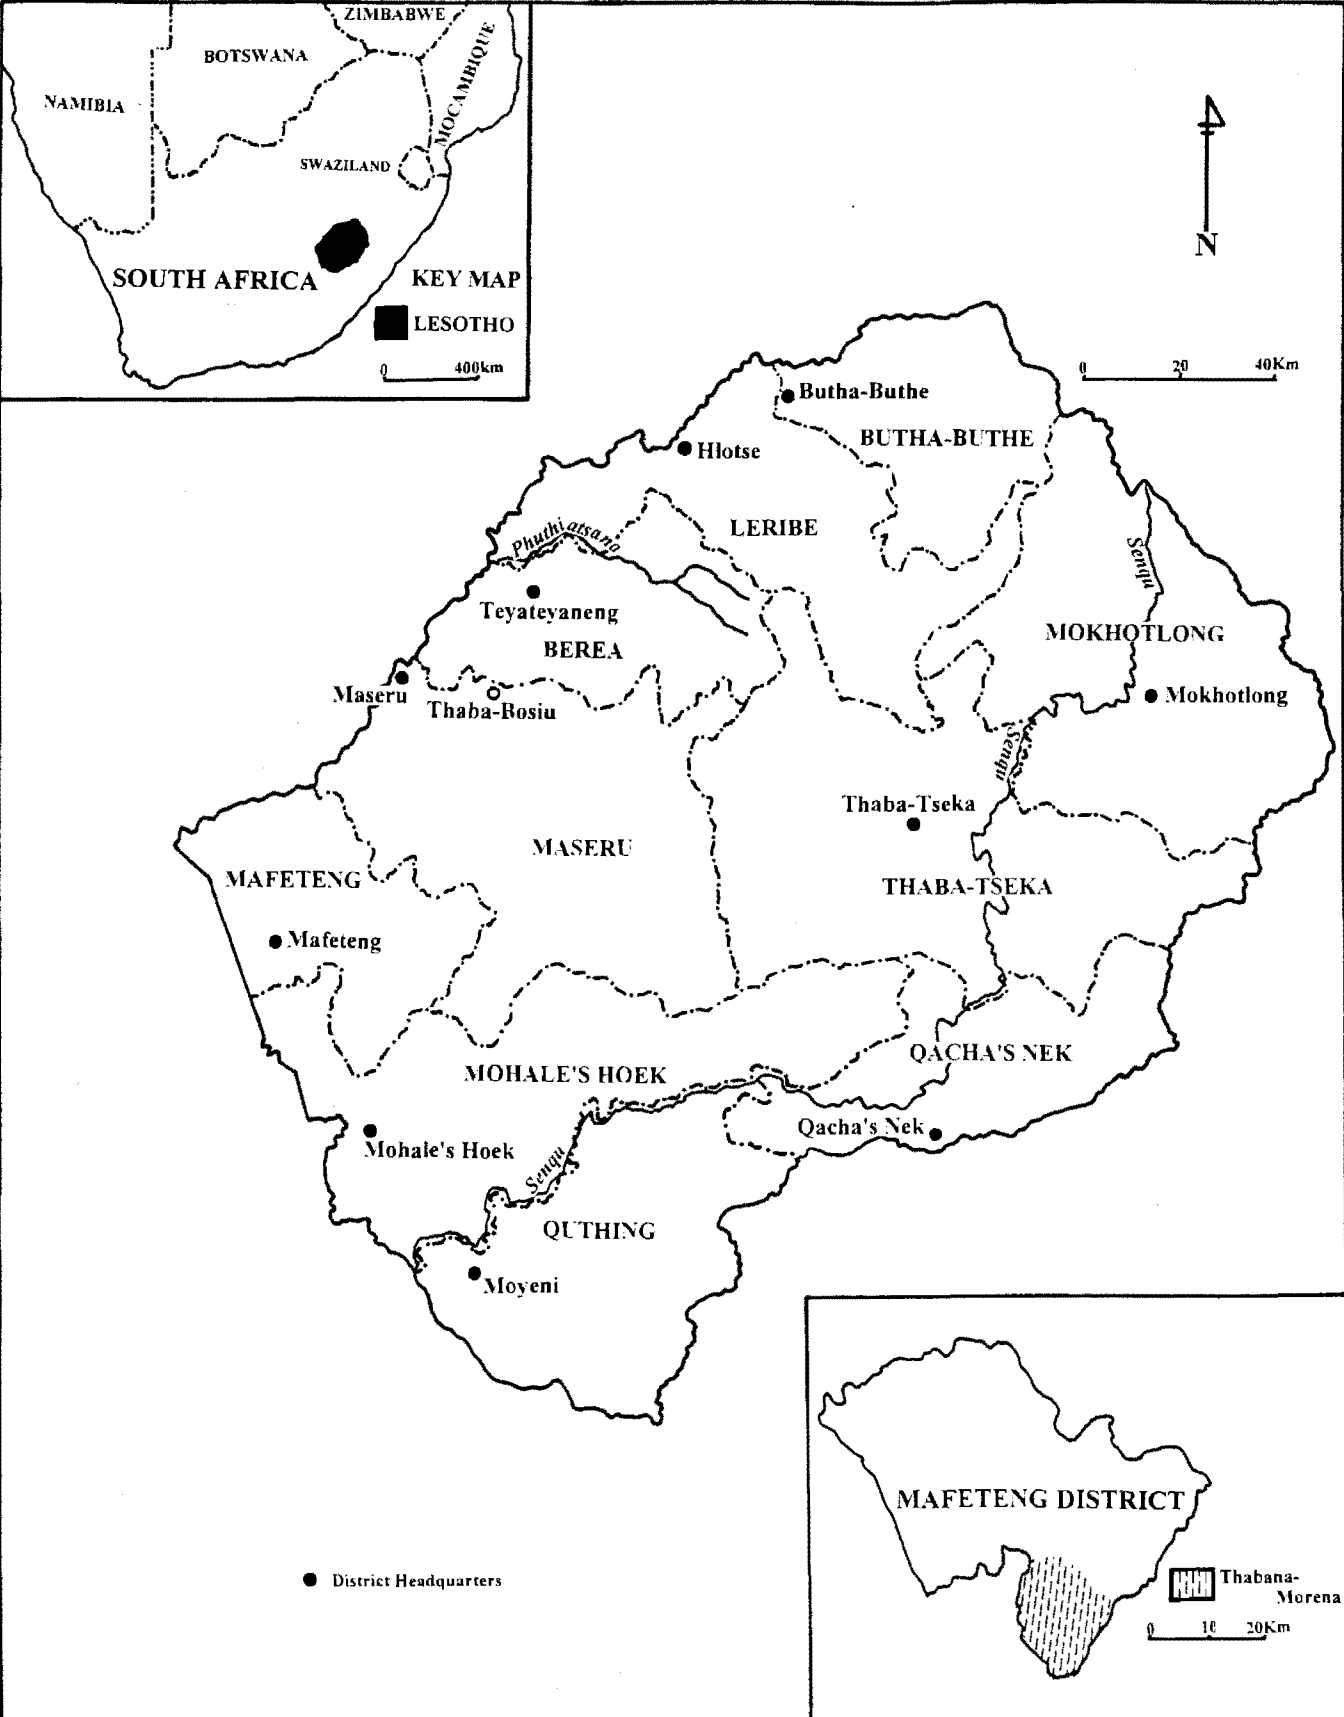 ZIMBABWE
BOTSWANA
MOCAMBIQUE
NAMIBIA
SWAZILAND
SOUTH AFRICA
KEY MAP
LESOTHO
0 400km
N
0 20 40Km
Butha-Buthe
BUTHA-BUTHE
Hlotse
LERIBE
Phuthiatsana
Senqu
Teyateyaneng
BEREA
MOKHOTLONG
Maseru
Thaba-Bosiu
Mokhotlong
Senqu
Thaba-Tseka
MASERU
MAFETENG
THABA-TSEKA
Mafeteng
QACHA'S NEK
MOHALE'S HOEK
Qacha's Nek
Mohale's Hoek
Senqu
QUTHING
Moyeni
MAFETENG DISTRICT
District Headquarters
Thabana-
Morena
0 10 20Km